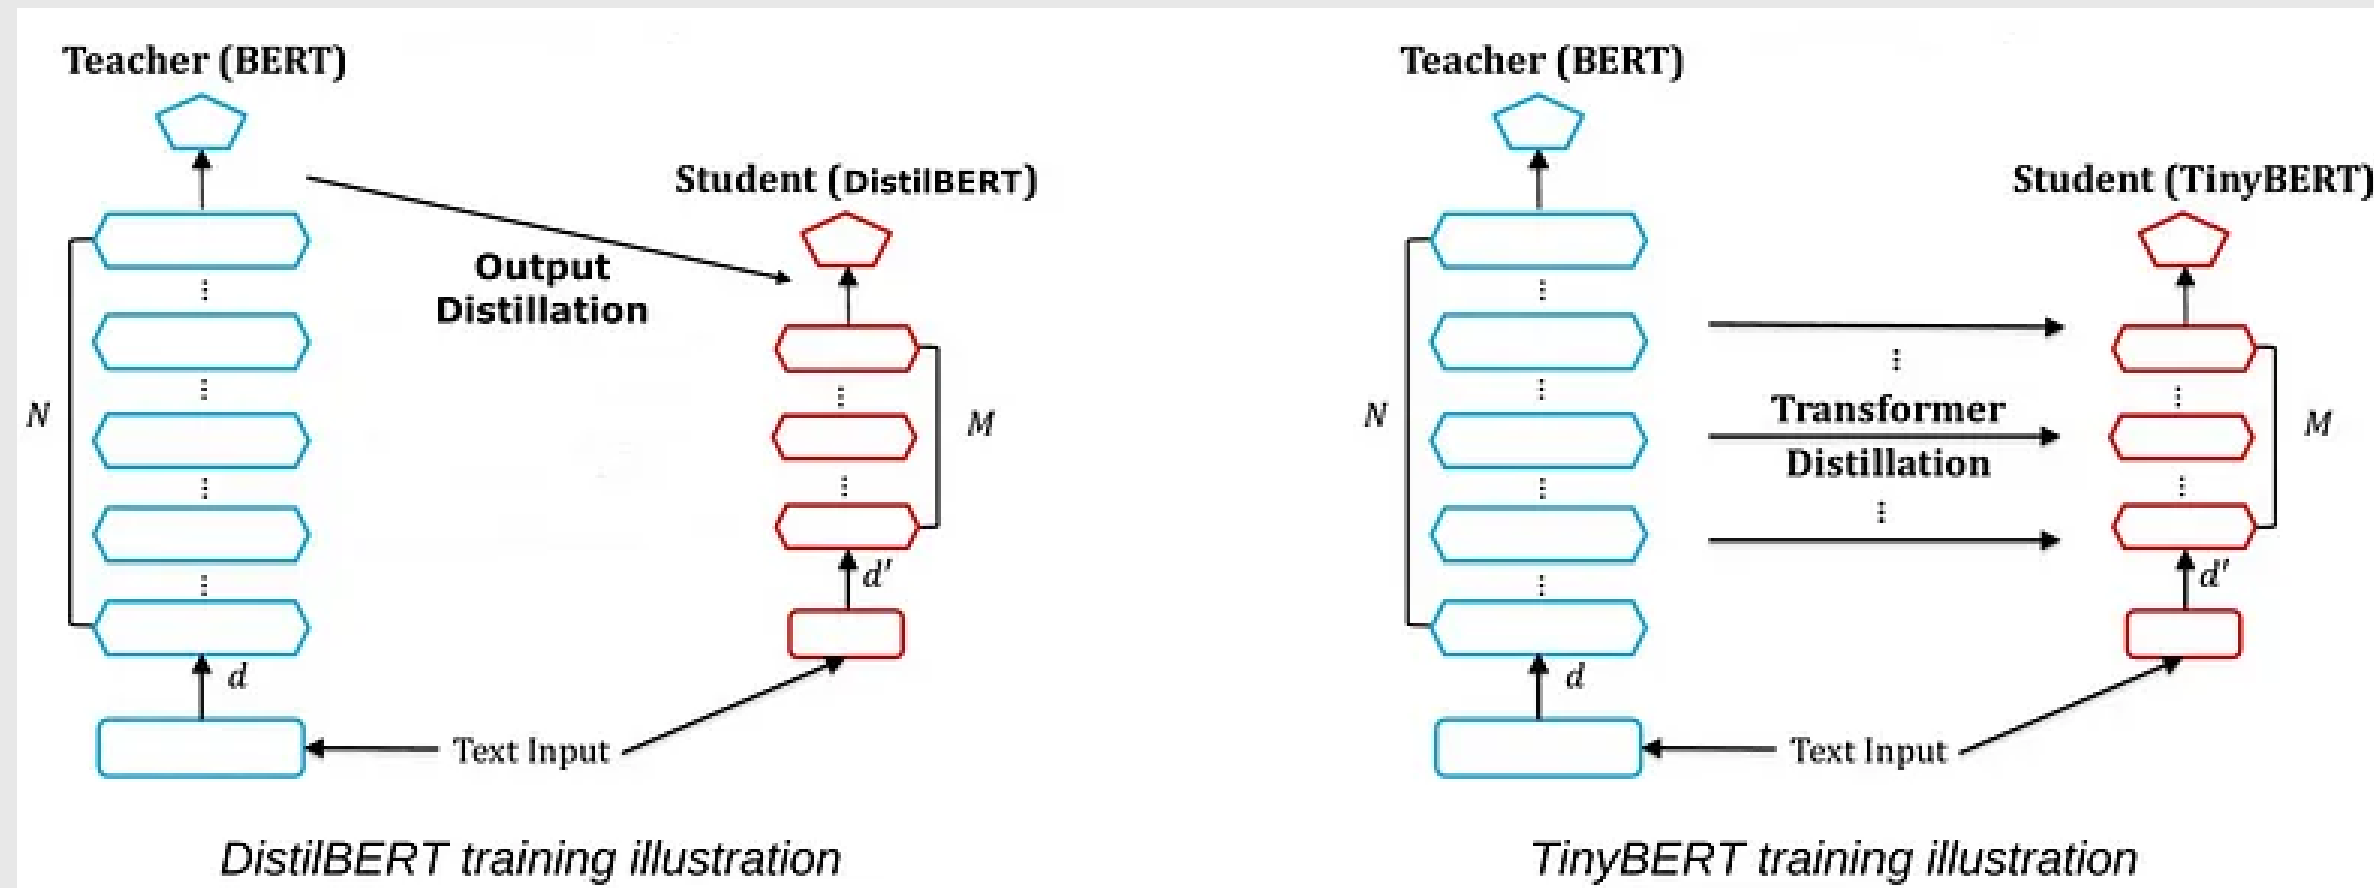 Teacher (BERT)
Student (DistilBERT)
Output
Distillation
N
M
d'
d
Text Input
DistilBERT training illustration
Teacher (BERT)
Student (TinyBERT)
Transformer
Distillation
N
M
d'
d
Text Input
TinyBERT training illustration